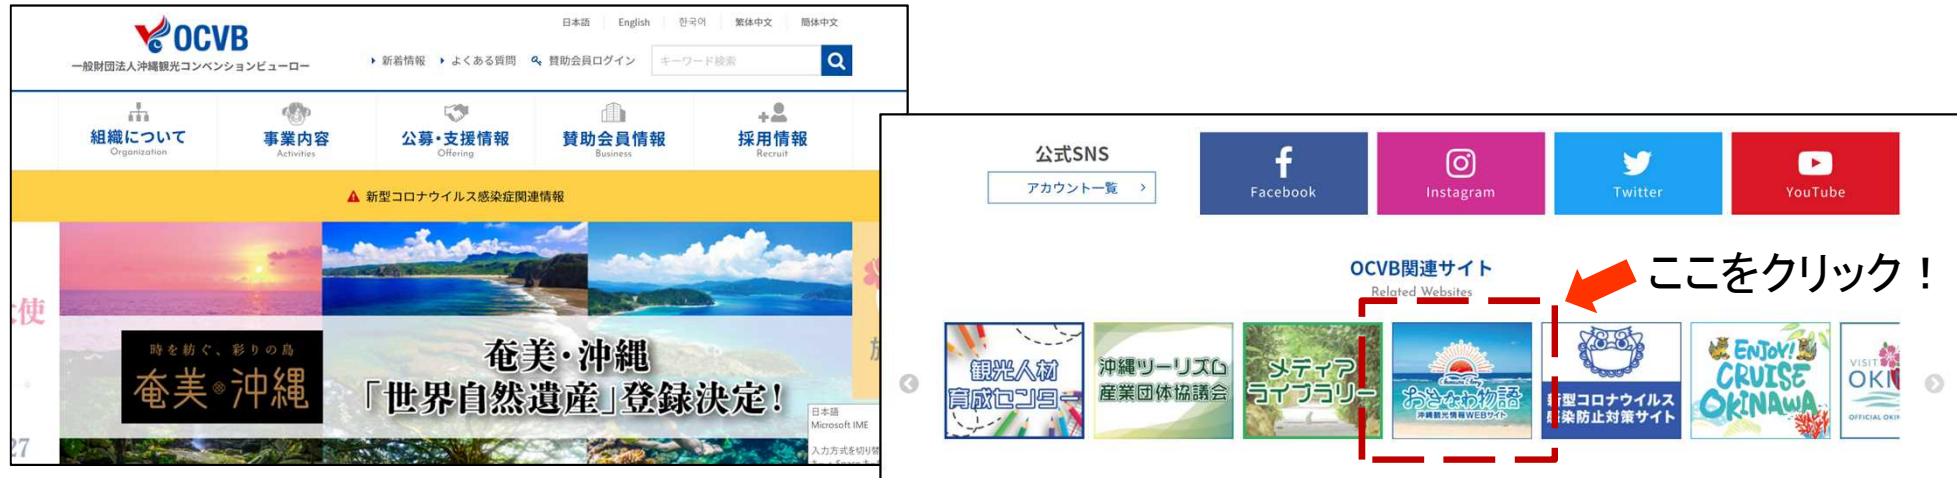 OCVB
一般財団法人沖縄観光コンベンションビューロー
日本語 English 한국어 繁体中文 簡体中文
新着情報 よくある質問 賛助会員ログイン キーワード検索
組織について
Organization
事業内容
Activities
公募・支援情報
Offering
賛助会員情報
Business
採用情報
Recruit
新型コロナウイルス感染症関連情報
使
時を紡ぐ、彩りの島
奄美 沖縄
奄美・沖縄
「世界自然遺産」登録決定!
27
日本語
Microsoft IME
公式SNS
アカウント一覧
Facebook
Instagram
Twitter
YouTube
OCVB関連サイト
Related Websites
ここをクリック!
観光人材
育成センター
沖縄ツーリズム
産業団体協議会
メディア
ライブラリー
おきなわ物語
沖縄観光情報WEBサイト
新型コロナウイルス
感染防止対策サイト
ENJOY!
CRUISE
OKINAWA
VISIT